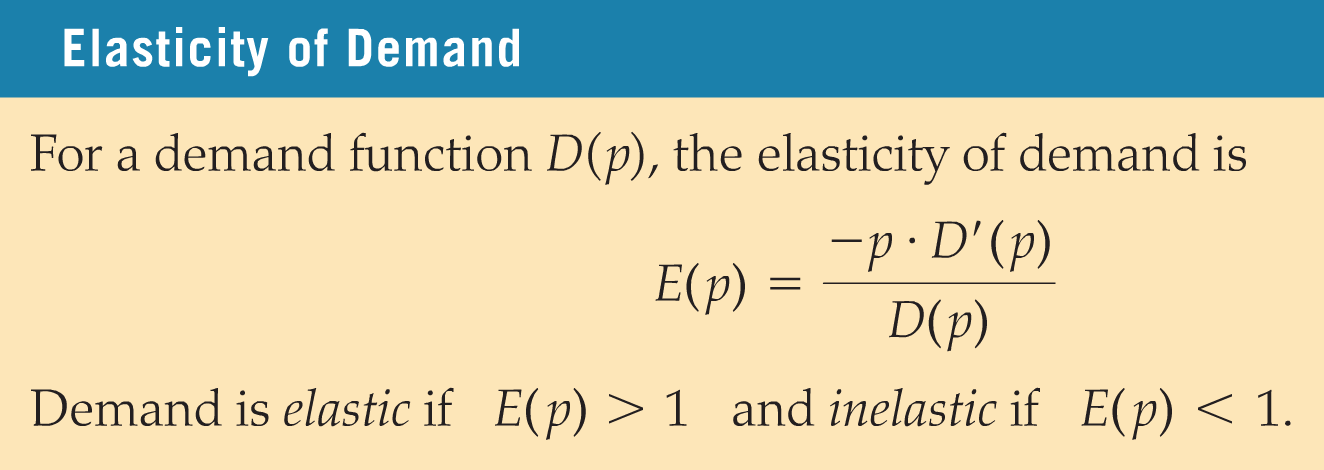 Elasticity of Demand
For a demand function D(p), the elasticity of demand is
E(p) = −p · D′(p) / D(p)
Demand is elastic if E(p) > 1 and inelastic if E(p) < 1.